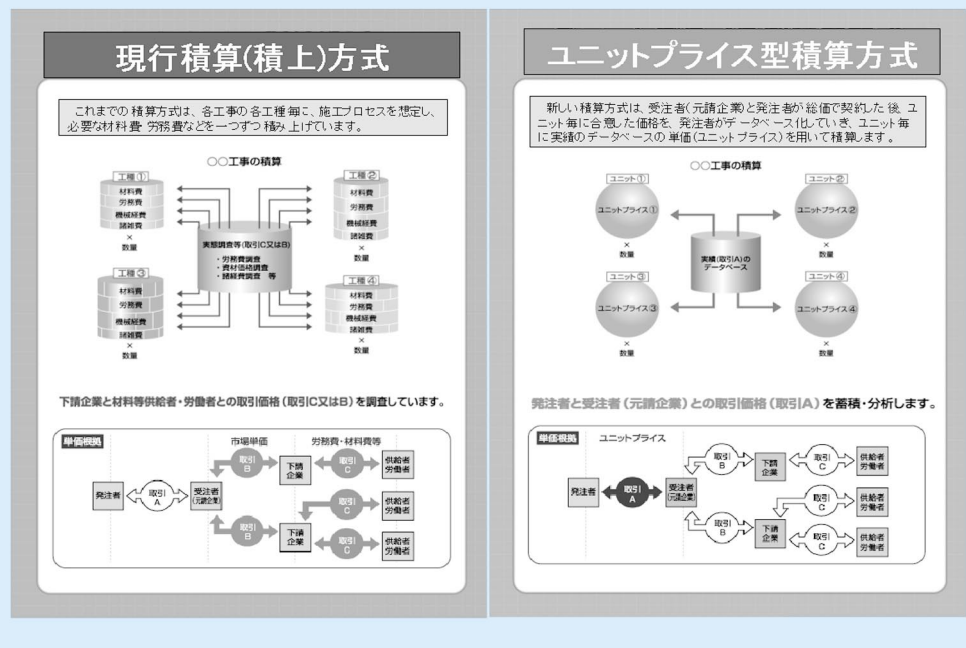 現行積算(積上)方式
これまでの積算方式は、各工事の各工種毎に、施工プロセスを想定し、
必要な材料費 労務費などを一つずつ積み上げています。
○○工事の積算
工種①
材料費
労務費
機械経費
諸雑費
×
数量
工種②
材料費
労務費
機械経費
諸雑費
×
数量
実態調査等(取引C又はB)
・労務費調査
・資材価格調査
・諸経費調査 等
工種③
材料費
労務費
機械経費
諸雑費
×
数量
工種④
材料費
労務費
機械経費
諸雑費
×
数量
下請企業と材料等供給者・労働者との取引価格(取引C又はB)を調査しています。
単価根拠
市場単価
労務費・材料費等
発注者
取引
A
受注者
(元請企業)
取引
B
下請
企業
取引
C
供給者
労働者
取引
C
供給者
労働者
取引
B
下請
企業
取引
C
供給者
労働者
ユニットプライス型積算方式
新しい積算方式は、受注者(元請企業)と発注者が総価で契約した後、ユ
ニット毎に合意した価格を、発注者がデータベース化していき、ユニット毎
に実績のデータベースの単価(ユニットプライス)を用いて積算します。
○○工事の積算
ユニット①
ユニットプライス①
×
数量
ユニット②
ユニットプライス②
×
数量
実績(取引A)の
データベース
ユニット③
ユニットプライス③
×
数量
ユニット④
ユニットプライス④
×
数量
発注者と受注者(元請企業)との取引価格(取引A)を蓄積・分析します。
単価根拠
ユニットプライス
発注者
取引
A
受注者
(元請企業)
取引
B
下請
企業
取引
C
供給者
労働者
取引
C
供給者
労働者
取引
B
下請
企業
取引
C
供給者
労働者